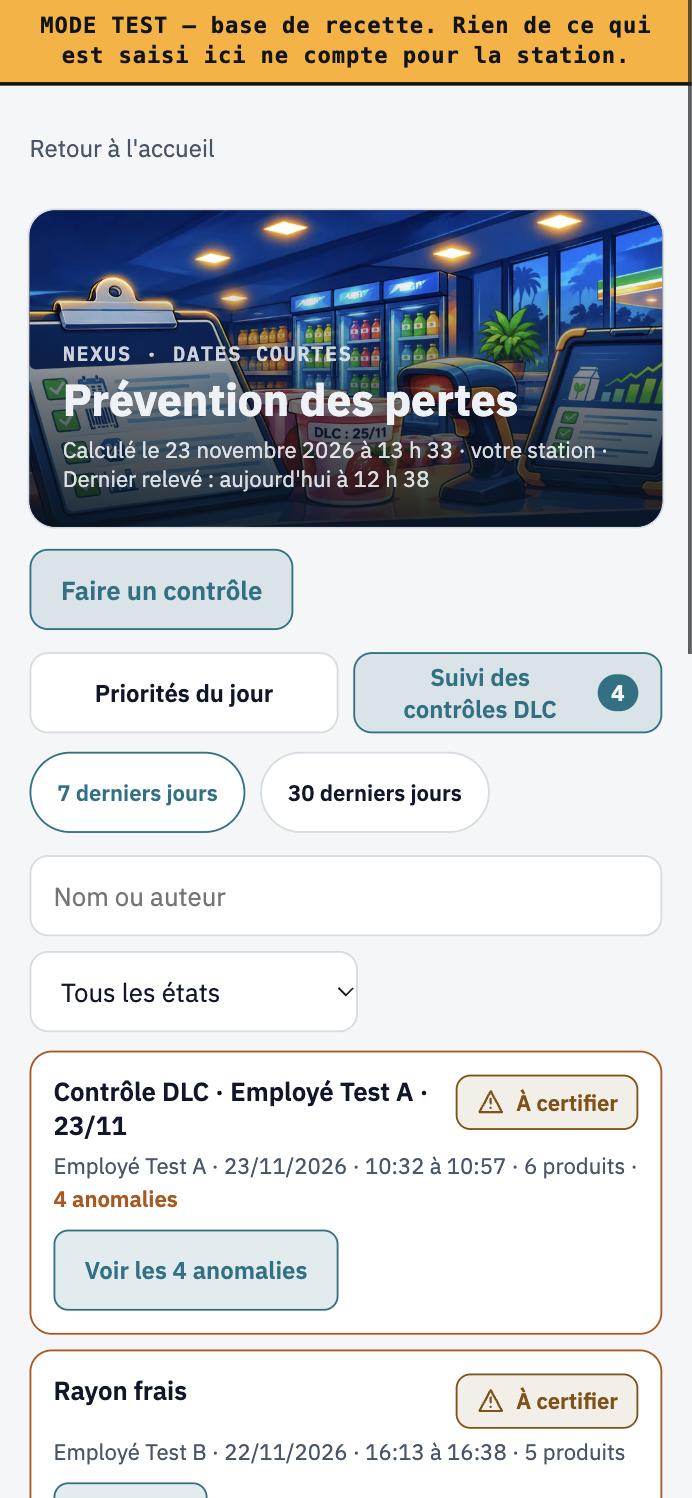 MODE TEST — base de recette. Rien de ce qui
est saisi ici ne compte pour la station.
Retour à l'accueil
NEXUS · DATES COURTES
Prévention des pertes
DLC : 25/11
Calculé le 23 novembre 2026 à 13 h 33 · votre station ·
Dernier relevé : aujourd'hui à 12 h 38
Faire un contrôle
Priorités du jour
Suivi des
contrôles DLC
4
7 derniers jours
30 derniers jours
Nom ou auteur
Tous les états
Contrôle DLC · Employé Test A ·
23/11
À certifier
Employé Test A · 23/11/2026 · 10:32 à 10:57 · 6 produits ·
4 anomalies
Voir les 4 anomalies
Rayon frais
À certifier
Employé Test B · 22/11/2026 · 16:13 à 16:38 · 5 produits